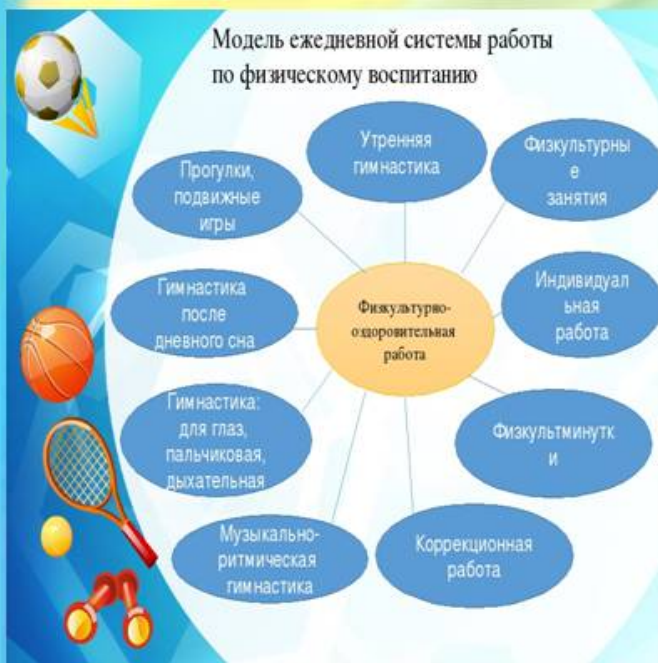 Модель ежедневной системы работы
по физическому воспитанию
Утренняя
гимнастика
Физкультурны
е
занятия
Индивидуал
ьная
работа
Физкультминутк
и
Коррекционная
работа
Музыкально-
ритмическая
гимнастика
Гимнастика:
для глаз,
пальчиковая,
дыхательная
Гимнастика
после
дневного сна
Прогулки,
подвижные
игры
Физкультурно-
оздоровительная
работа